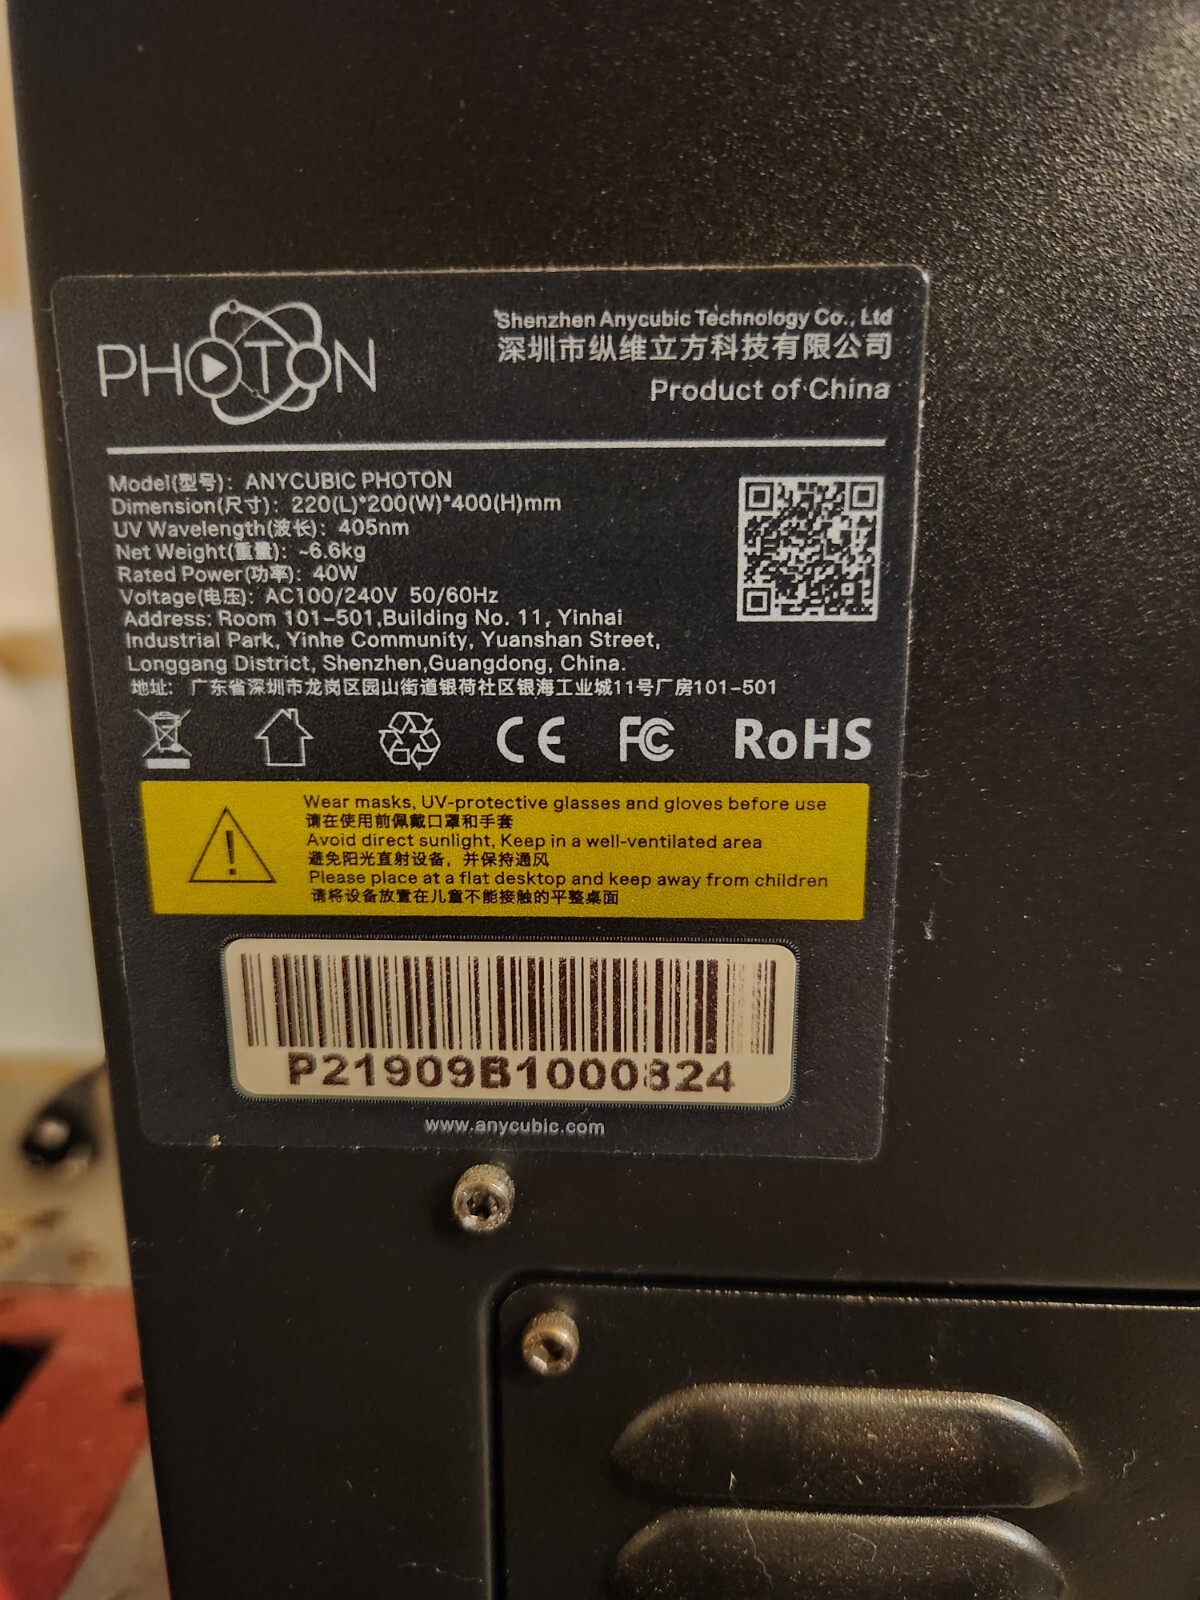 PHOTON
Shenzhen Anycubic Technology Co., Ltd
深圳市纵维立方科技有限公司
Product of China
Model(型号): ANYCUBIC PHOTON
Dimension(尺寸): 220(L)*200(W)*400(H)mm
UV Wavelength(波长): 405nm
Net Weight(重量): ~6.6kg
Rated Power(功率): 40W
Voltage(电压): AC100/240V 50/60Hz
Address: Room 101-501,Building No. 11, Yinhai
Industrial Park, Yinhe Community, Yuanshan Street,
Longgang District, Shenzhen,Guangdong, China.
地址: 广东省深圳市龙岗区园山街道银荷社区银海工业城11号厂房101-501
CE FC RoHS
Wear masks, UV-protective glasses and gloves before use
请在使用前佩戴口罩和手套
Avoid direct sunlight, Keep in a well-ventilated area
避免阳光直射设备，并保持通风
Please place at a flat desktop and keep away from children
请将设备放置在儿童不能接触的平整桌面
P21909B1000824
www.anycubic.com